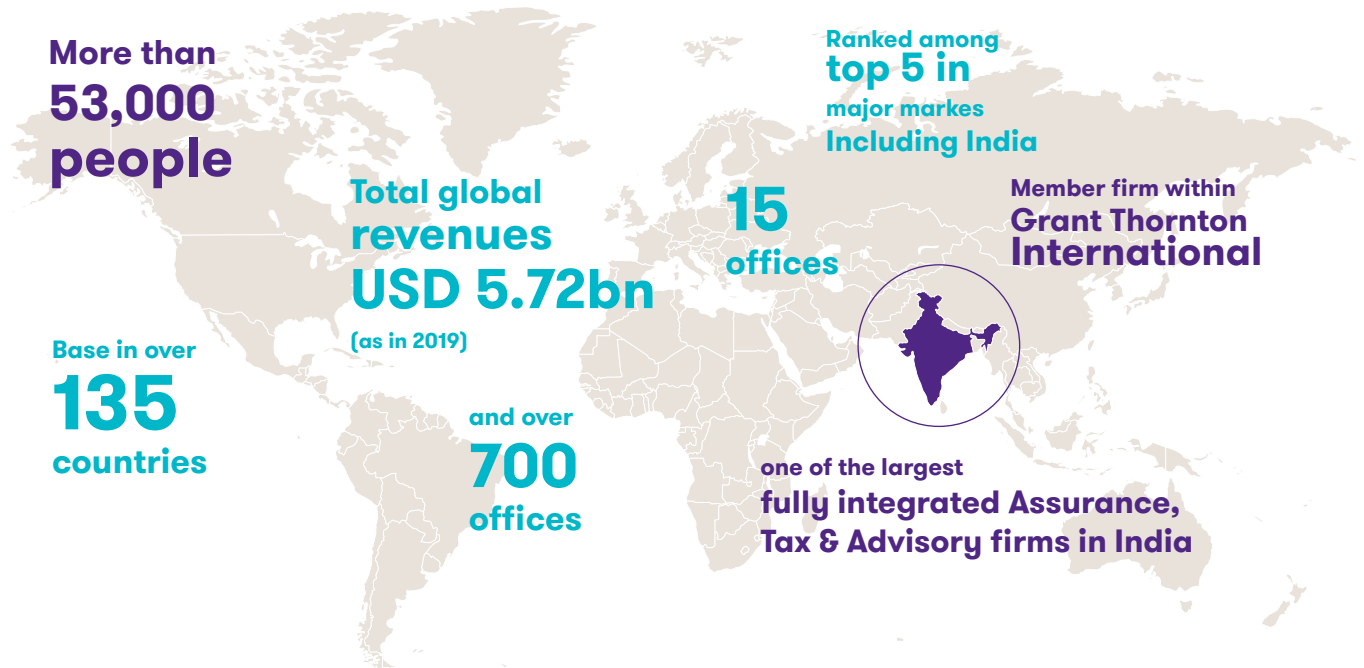 More than
53,000
people
Ranked among
top 5 in
major markes
Including India
Total global
revenues
USD 5.72bn
(as in 2019)
15
offices
Member firm within
Grant Thornton
International
Base in over
135
countries
and over
700
offices
one of the largest
fully integrated Assurance,
Tax & Advisory firms in India